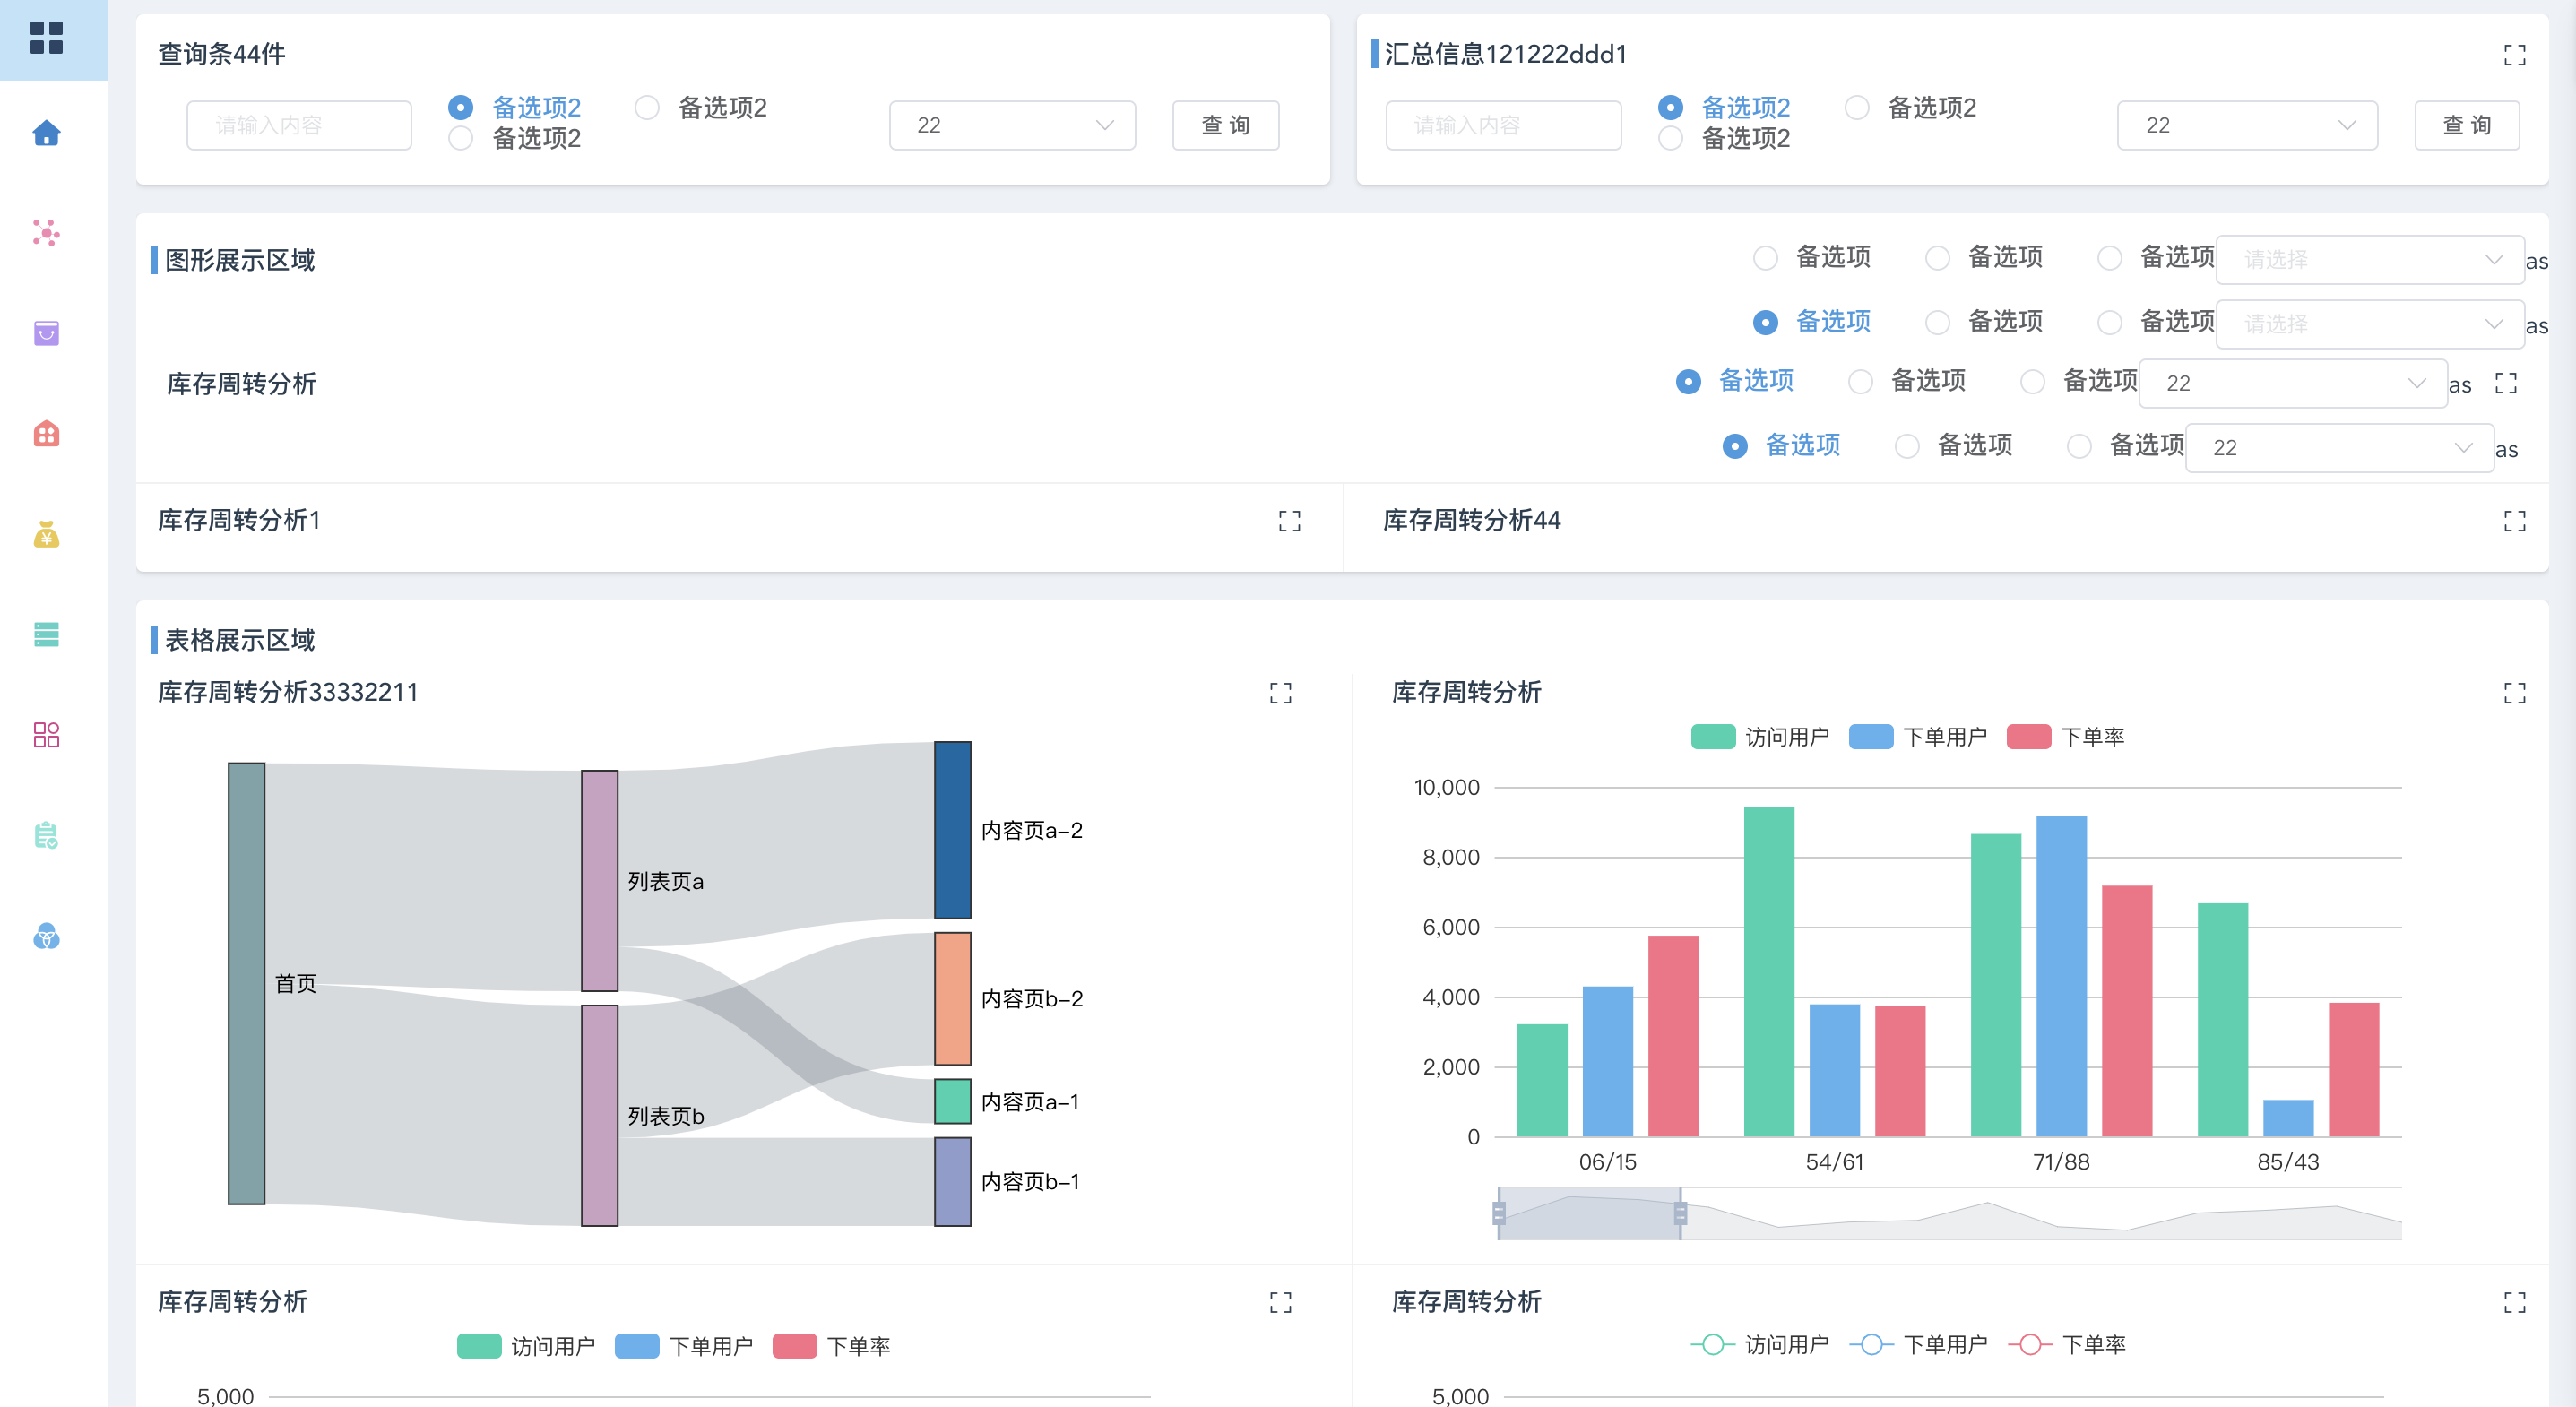 查询条44件
请输入内容 备选项2 备选项2 22 查 询
备选项2
汇总信息121222ddd1
请输入内容 备选项2 备选项2 22 查 询
备选项2
图形展示区域
备选项 备选项 备选项 请选择 as
备选项 备选项 备选项 请选择 as
库存周转分析
备选项 备选项 备选项 22 as
备选项 备选项 备选项 22 as
库存周转分析1
库存周转分析44
表格展示区域
库存周转分析33332211
首页
列表页a
列表页b
内容页a-2
内容页b-2
内容页a-1
内容页b-1
库存周转分析
访问用户 下单用户 下单率
10,000
8,000
6,000
4,000
2,000
0
06/15 54/61 71/88 85/43
库存周转分析
访问用户 下单用户 下单率
5,000
库存周转分析
访问用户 下单用户 下单率
5,000